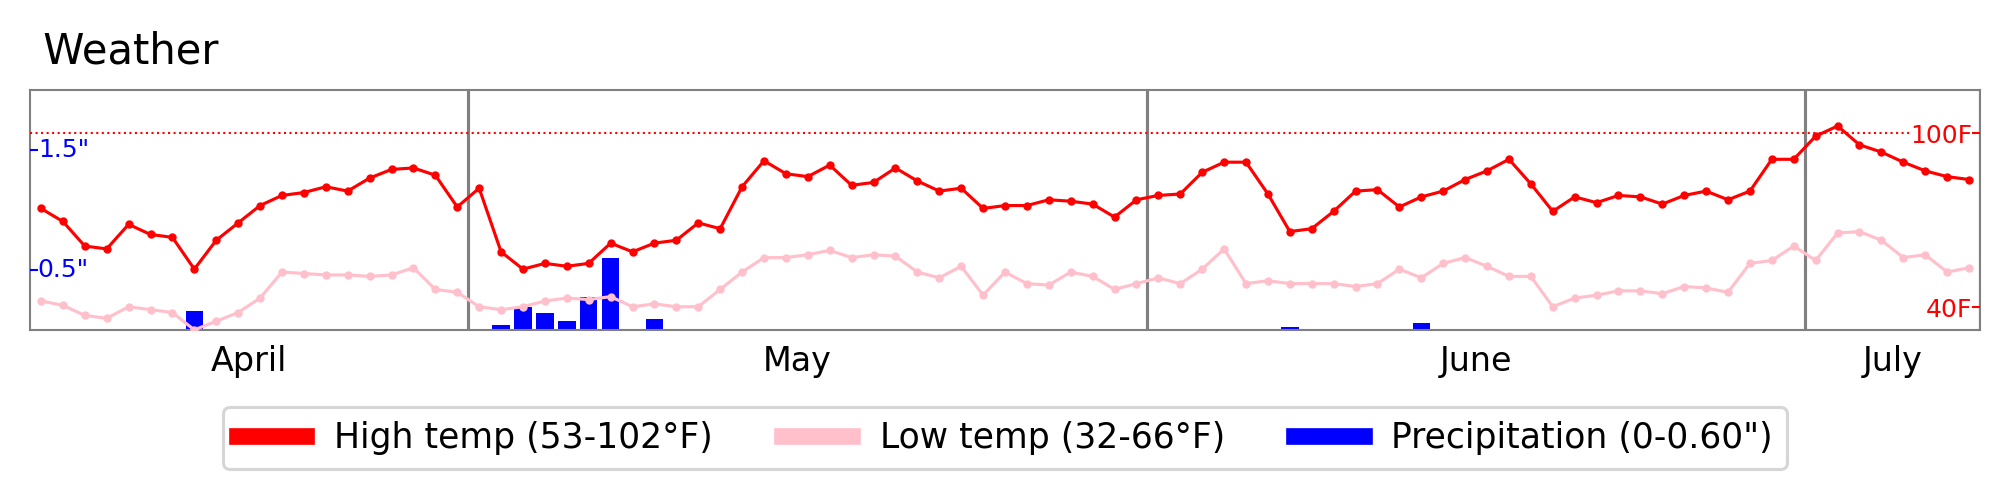 Weather
1.5"
100F
0.5"
40F
April May June July
High temp (53-102°F) Low temp (32-66°F) Precipitation (0-0.60")